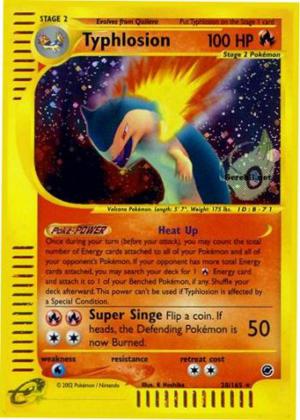 STAGE 2 Evolves from Quilava Put Typhlosion on the Stage 1 card
Typhlosion 100 HP
Stage 2 Pokémon
Serebii.net
Volcano Pokémon. Length: 5' 7". Weight: 175 lbs. ID: B-71
Poké-POWER Heat Up
Once during your turn (before your attack), you may count the total
number of Energy cards attached to all of your Pokémon and all of
your opponent's Pokémon. If your opponent has more total Energy
cards attached, you may search your deck for a Energy card
and attach it to 1 of your Benched Pokémon, if any. Shuffle your
deck afterward. This power can't be used if Typhlosion is affected by
a Special Condition.
Super Singe Flip a coin. If
heads, the Defending Pokémon is
now Burned.
50
weakness resistance retreat cost
©2002 Pokémon / Nintendo Illus. K Hoshiba 28/165